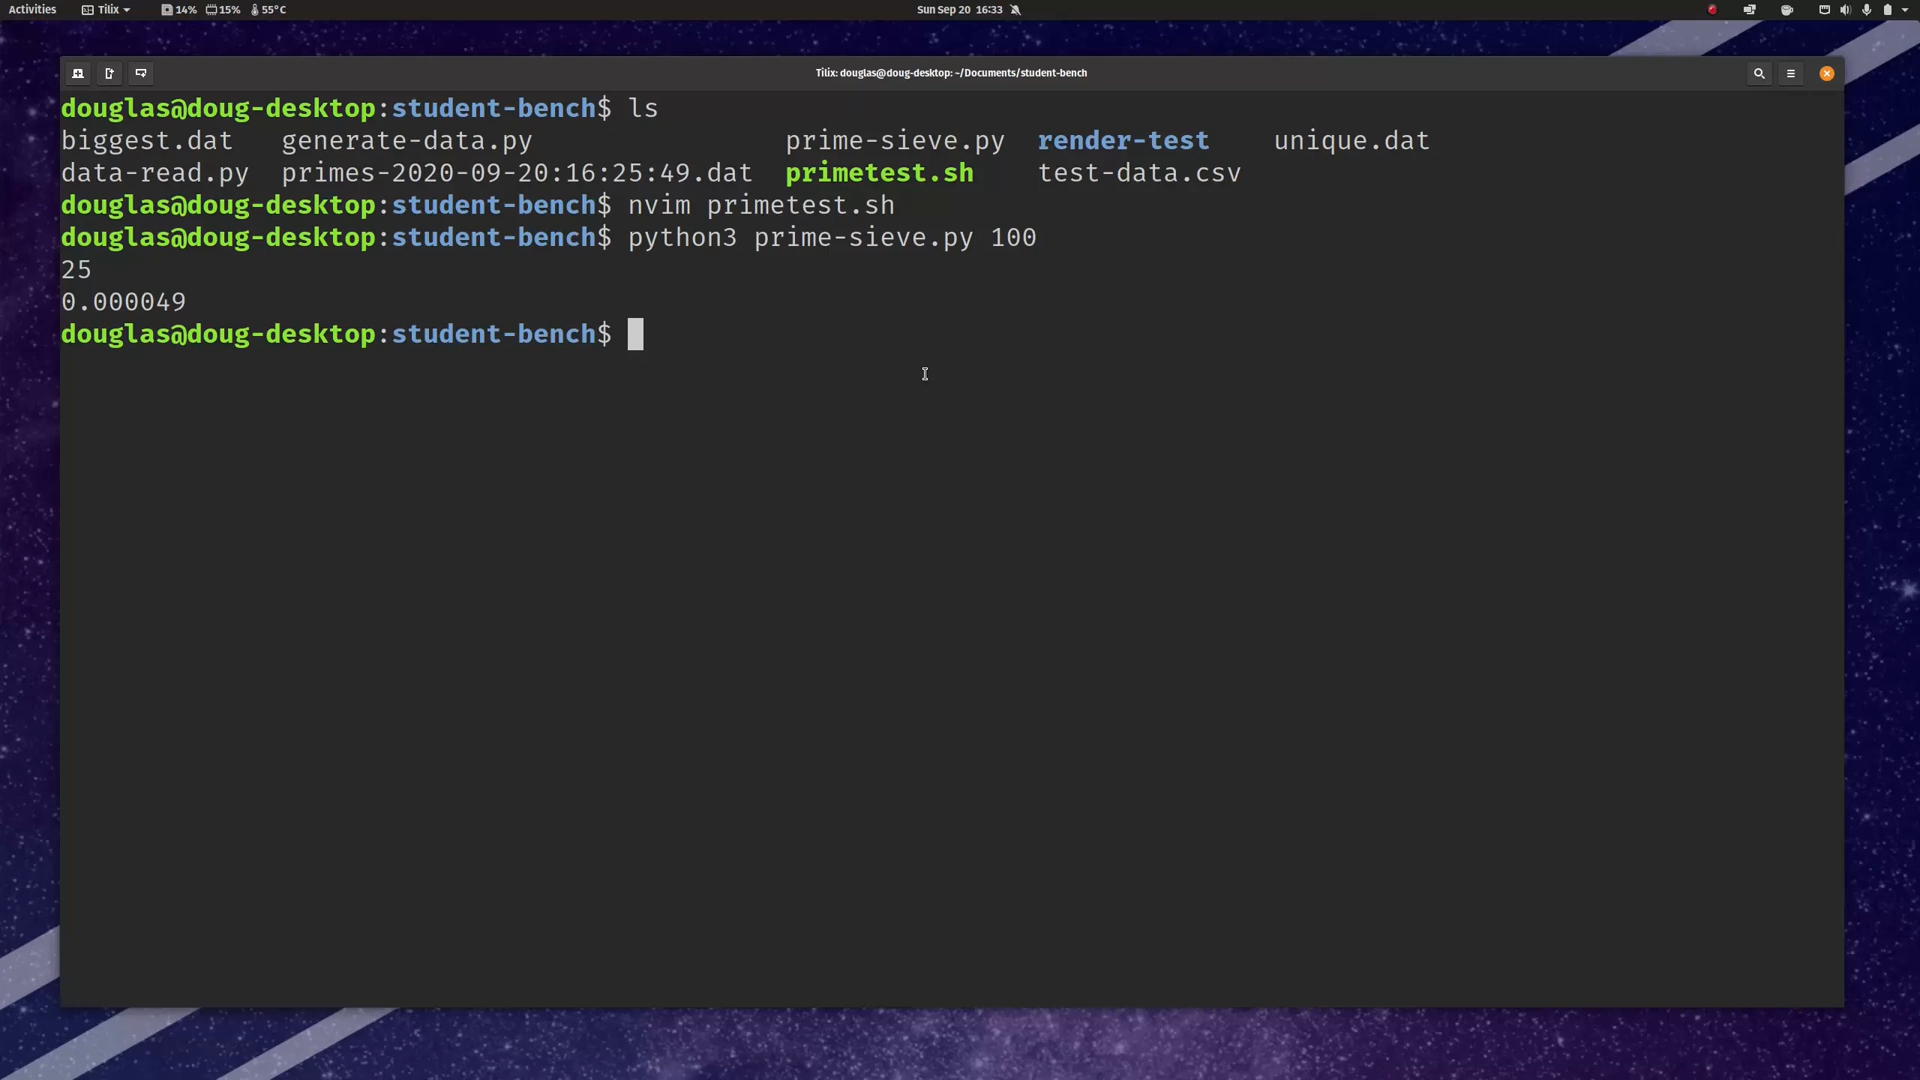 Activities Tilix 14% 15% 55°C Sun Sep 20 16:33
Tilix: douglas@doug-desktop: ~/Documents/student-bench
douglas@doug-desktop:student-bench$ ls
biggest.dat generate-data.py prime-sieve.py render-test unique.dat
data-read.py primes-2020-09-20:16:25:49.dat primetest.sh test-data.csv
douglas@doug-desktop:student-bench$ nvim primetest.sh
douglas@doug-desktop:student-bench$ python3 prime-sieve.py 100
25
0.000049
douglas@doug-desktop:student-bench$